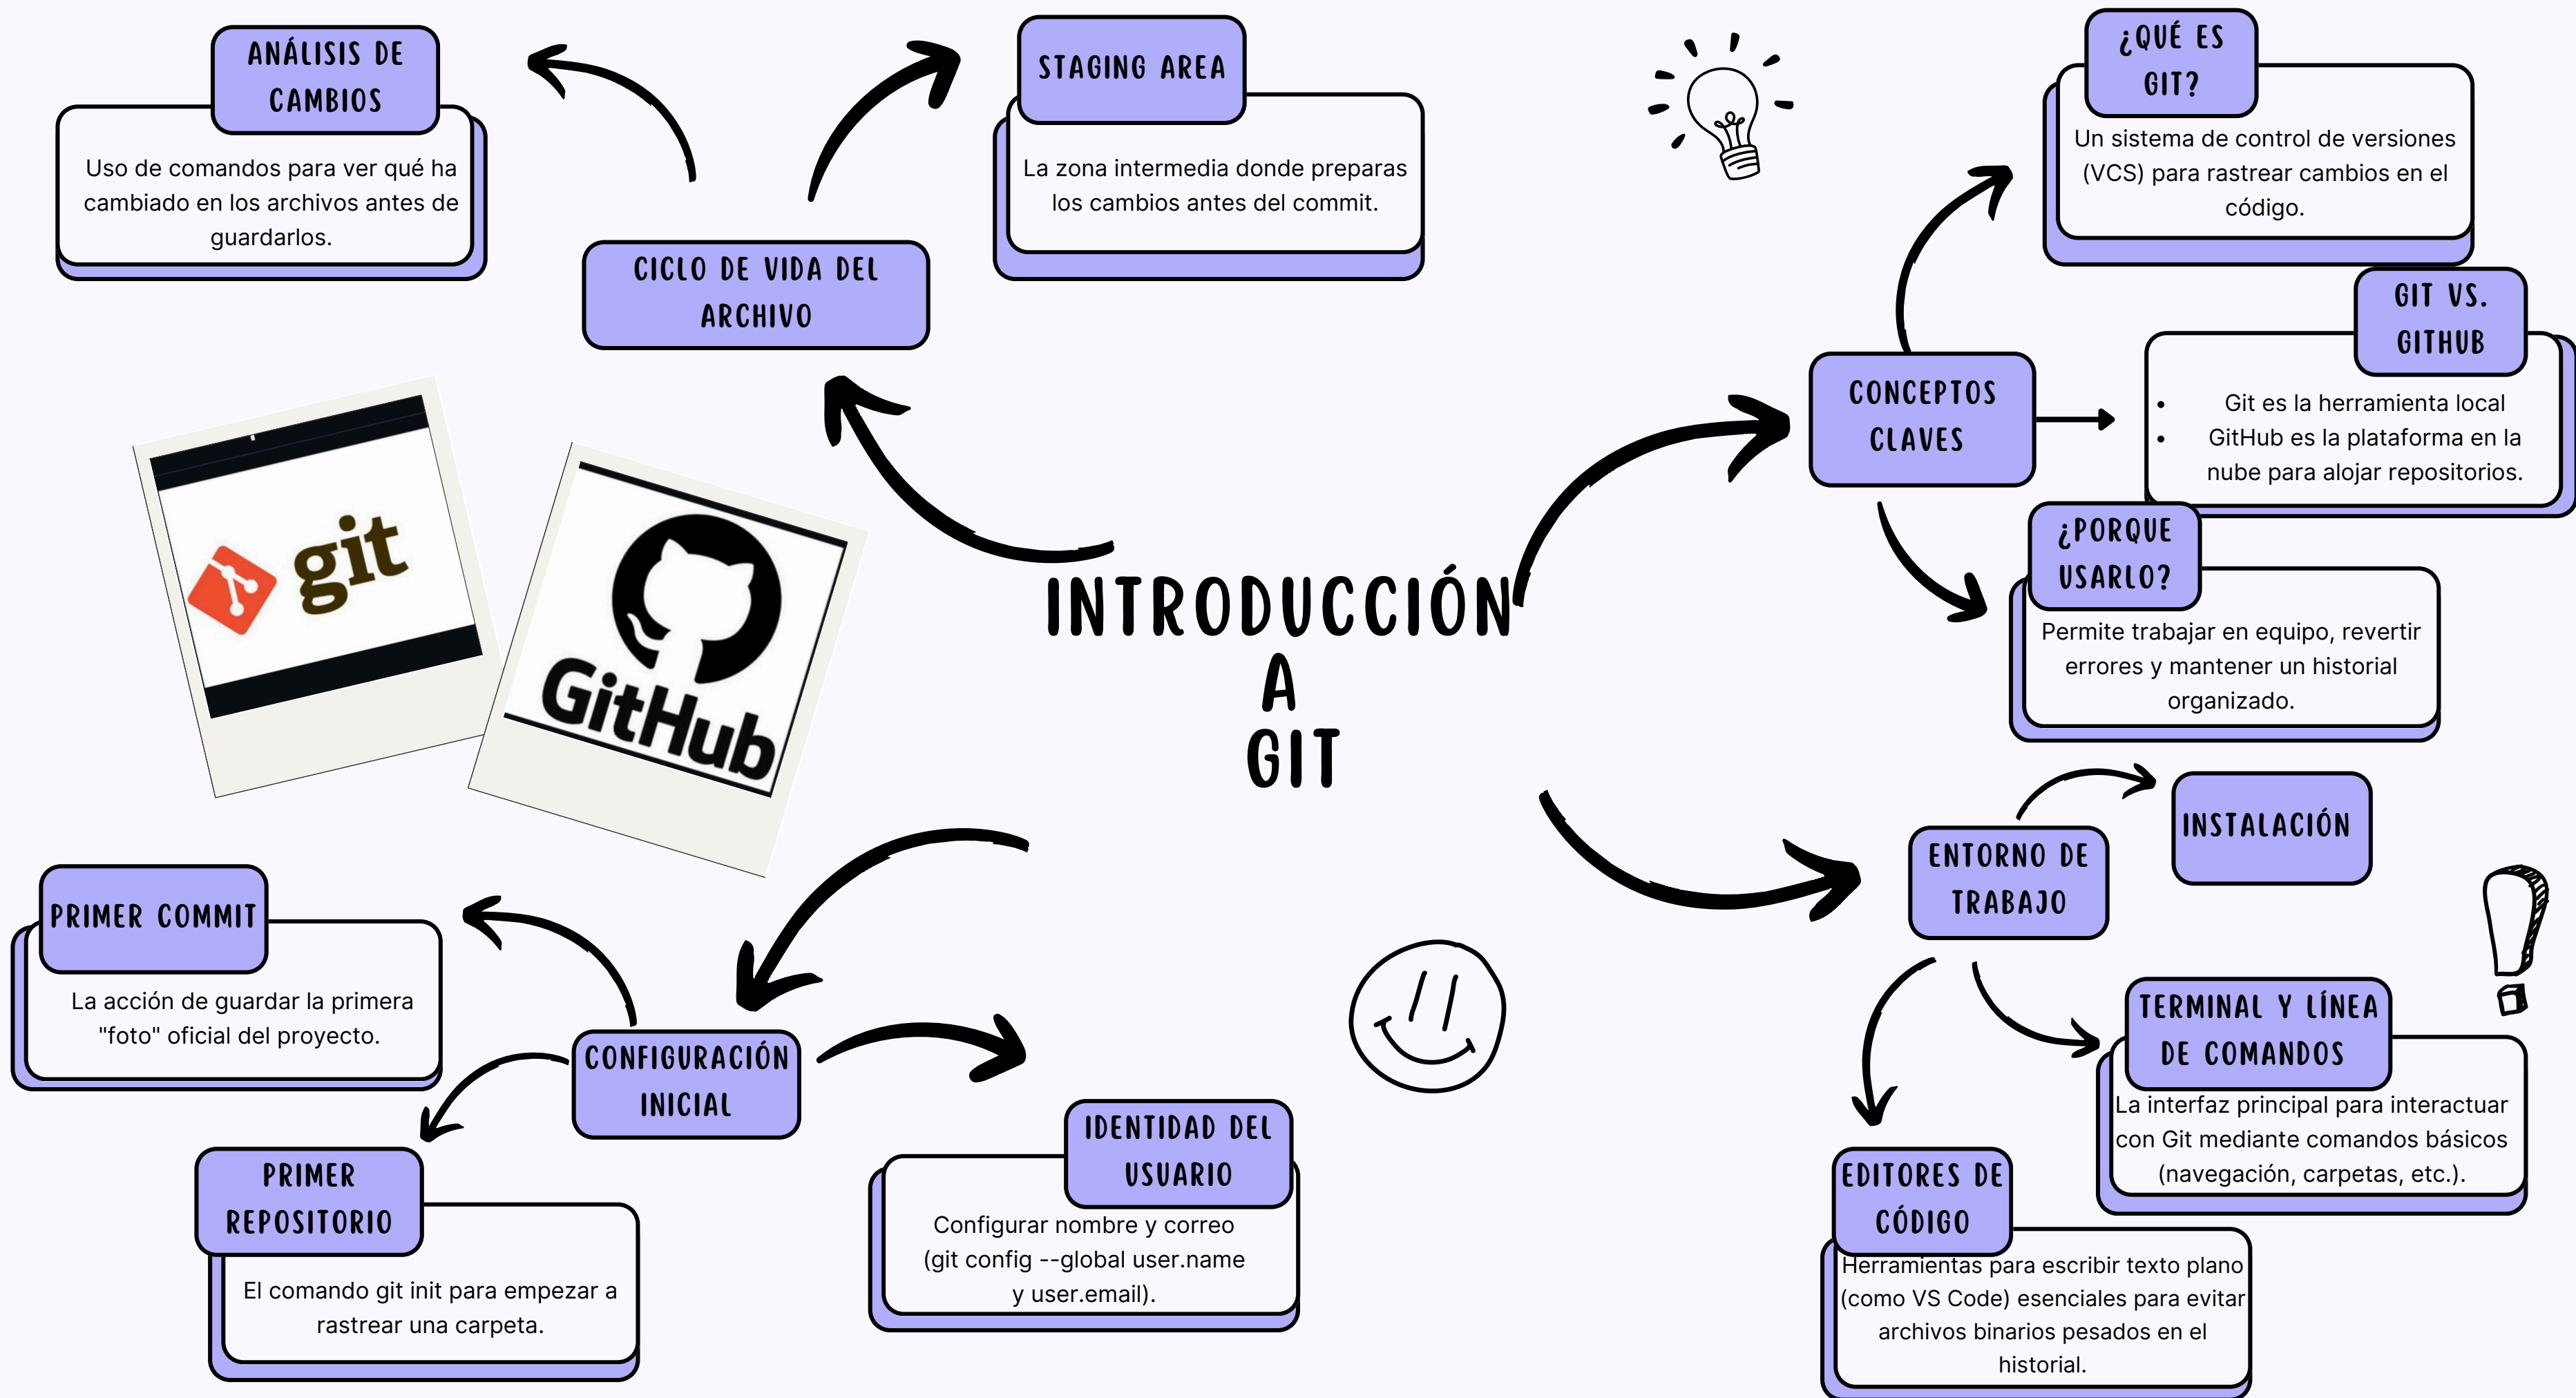 ANÁLISIS DE
CAMBIOS
Uso de comandos para ver qué ha
cambiado en los archivos antes de
guardarlos.
STAGING AREA
La zona intermedia donde preparas
los cambios antes del commit.
CICLO DE VIDA DEL
ARCHIVO
¿QUÉ ES
GIT?
Un sistema de control de versiones
(VCS) para rastrear cambios en el
código.
GIT VS.
GITHUB
• Git es la herramienta local
• GitHub es la plataforma en la
nube para alojar repositorios.
CONCEPTOS
CLAVES
¿PORQUE
USARLO?
Permite trabajar en equipo, revertir
errores y mantener un historial
organizado.
git
GitHub
INTRODUCCIÓN
A
GIT
INSTALACIÓN
ENTORNO DE
TRABAJO
TERMINAL Y LÍNEA
DE COMANDOS
La interfaz principal para interactuar
con Git mediante comandos básicos
(navegación, carpetas, etc.).
EDITORES DE
CÓDIGO
Herramientas para escribir texto plano
(como VS Code) esenciales para evitar
archivos binarios pesados en el
historial.
PRIMER COMMIT
La acción de guardar la primera
"foto" oficial del proyecto.
CONFIGURACIÓN
INICIAL
PRIMER
REPOSITORIO
El comando git init para empezar a
rastrear una carpeta.
IDENTIDAD DEL
USUARIO
Configurar nombre y correo
(git config --global user.name
y user.email).